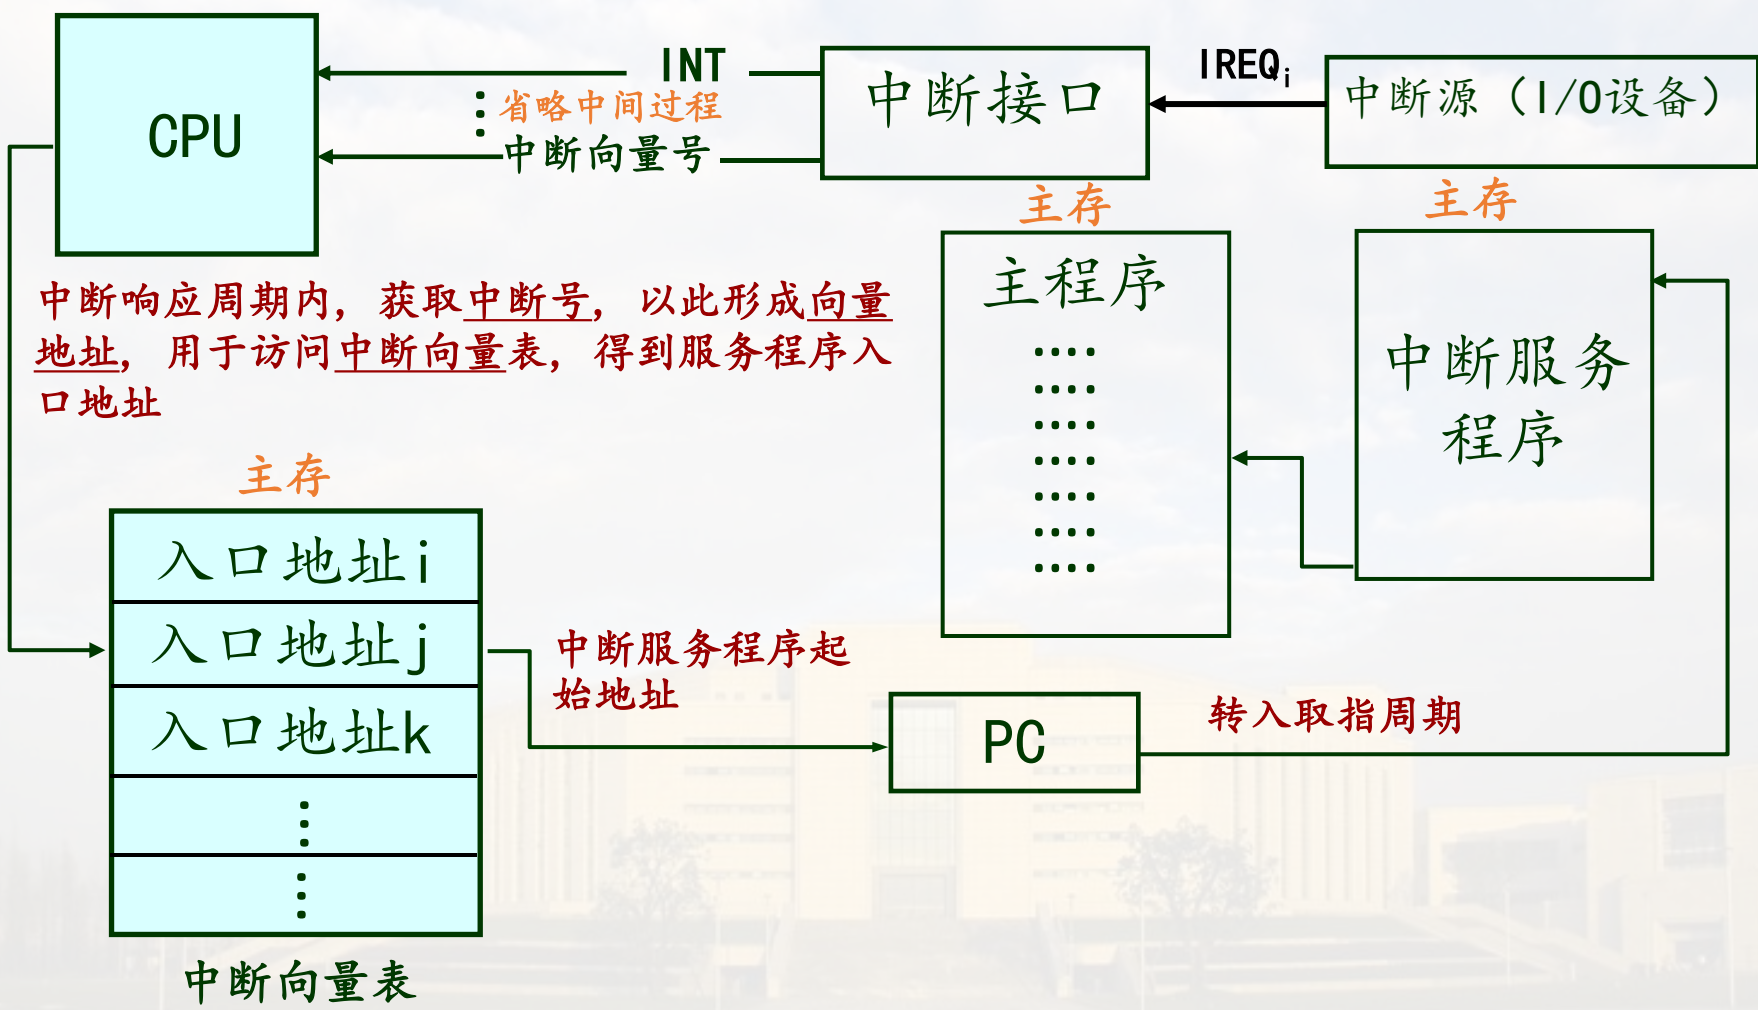 CPU
INT
省略中间过程
中断向量号
中断接口
IREQi
中断源（I/O设备）
中断响应周期内，获取中断号，以此形成向量
地址，用于访问中断向量表，得到服务程序入
口地址
主存
主程序
主存
中断服务
程序
主存
入口地址i
入口地址j
入口地址k
中断向量表
中断服务程序起
始地址
PC
转入取指周期